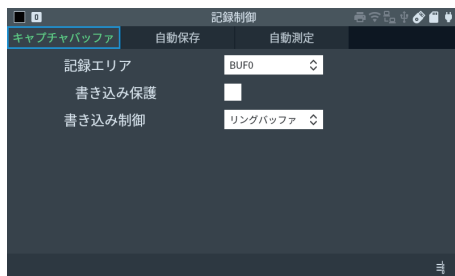 0 記録制御
キャプチャバッファ 自動保存 自動測定
記録エリア BUF0
書き込み保護
書き込み制御 リングバッファ